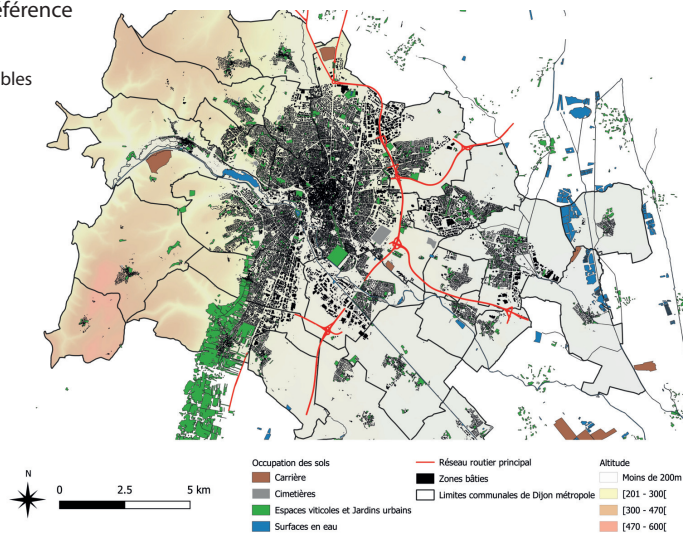 éférence
bles
N
0 2.5 5 km
Occupation des sols
Carrière
Cimetières
Espaces viticoles et Jardins urbains
Surfaces en eau
Réseau routier principal
Zones bâties
Limites communales de Dijon métropole
Altitude
Moins de 200m
[201 - 300[
[300 - 470[
[470 - 600[